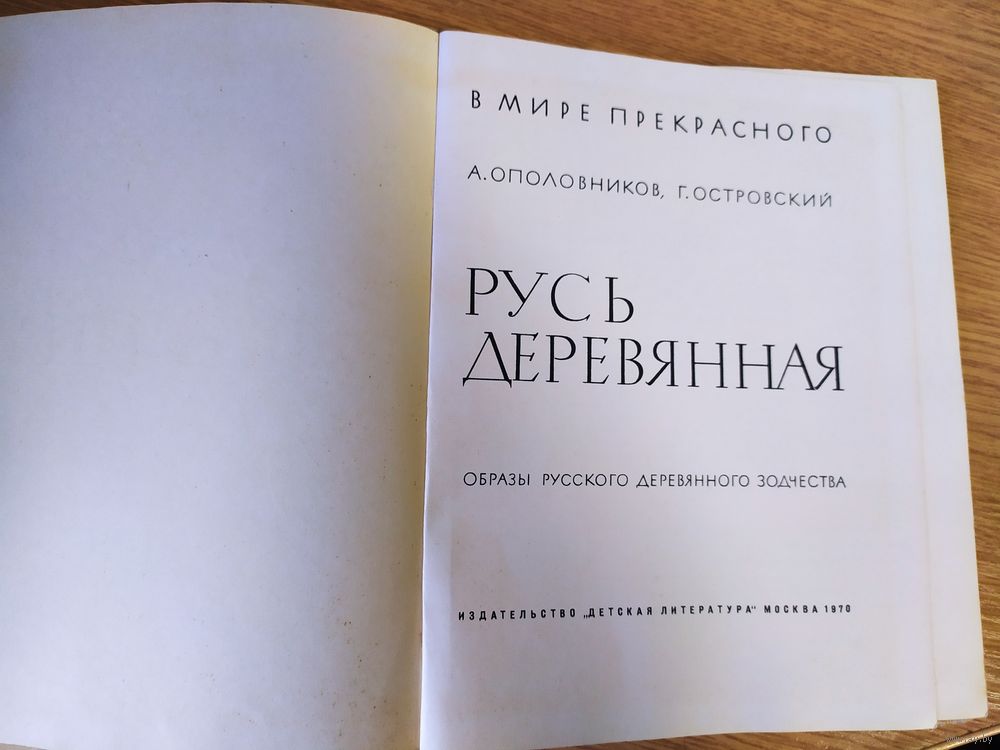 В МИРЕ ПРЕКРАСНОГО
А. ОПОЛОВНИКОВ, Г. ОСТРОВСКИЙ
РУСЬ
ДЕРЕВЯННАЯ
ОБРАЗЫ РУССКОГО ДЕРЕВЯННОГО ЗОДЧЕСТВА
ИЗДАТЕЛЬСТВО „ДЕТСКАЯ ЛИТЕРАТУРА“ МОСКВА 1970